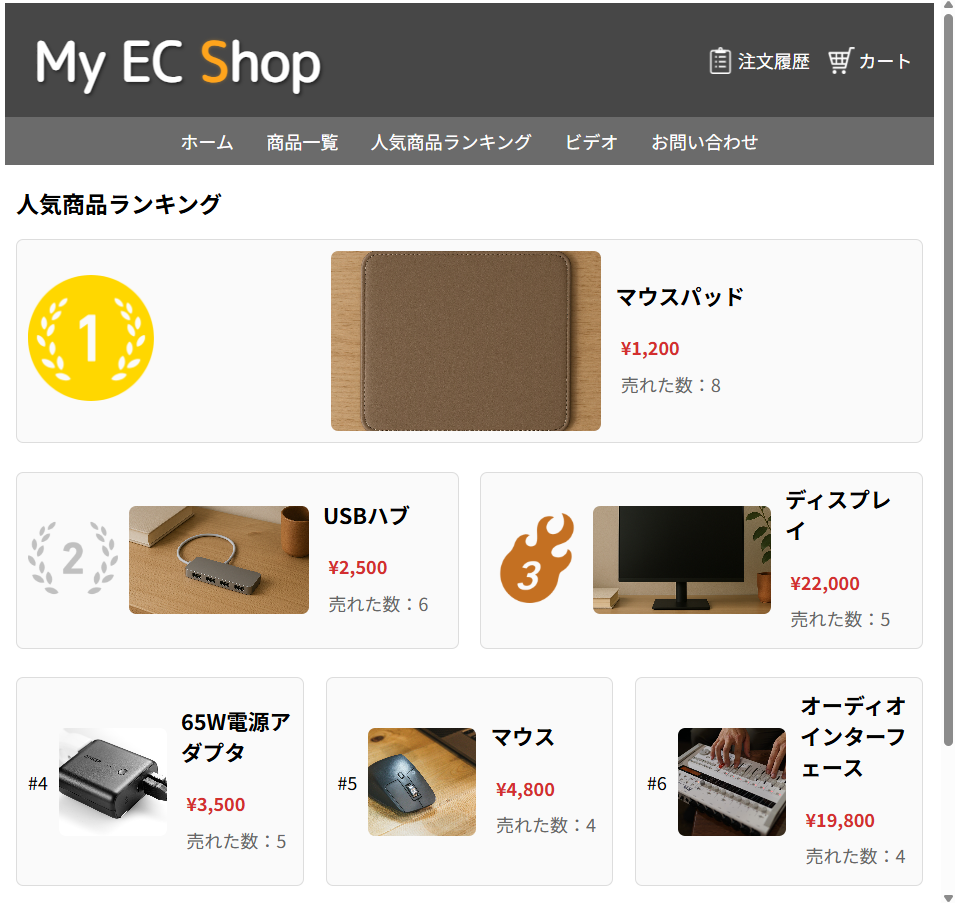 My EC Shop
注文履歴 カート
ホーム 商品一覧 人気商品ランキング ビデオ お問い合わせ
人気商品ランキング
1
マウスパッド
¥1,200
売れた数：8
2
USBハブ
¥2,500
売れた数：6
3
ディスプレ
イ
¥22,000
売れた数：5
#4
65W電源ア
ダプタ
¥3,500
売れた数：5
#5
マウス
¥4,800
売れた数：4
#6
オーディオ
インターフ
ェース
¥19,800
売れた数：4